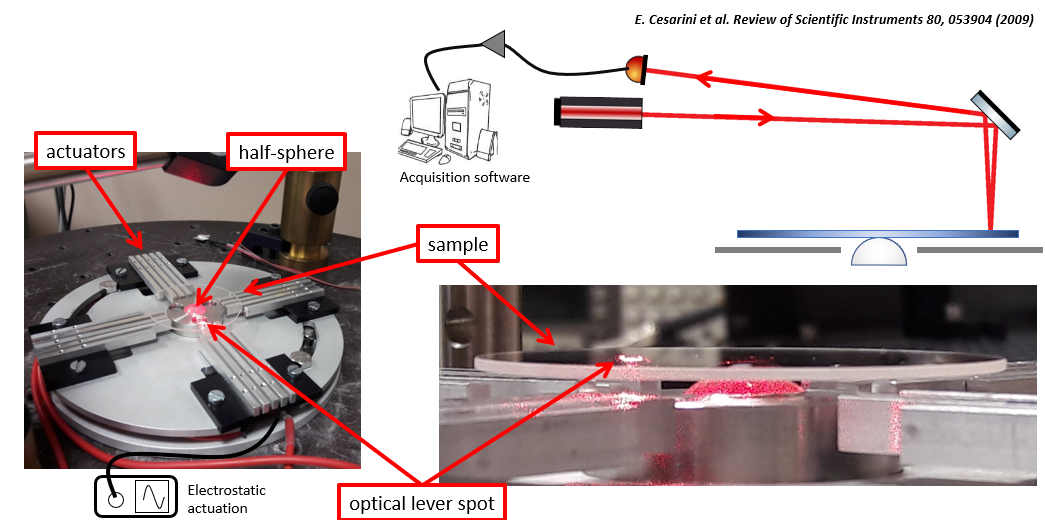 E. Cesarini et al. Review of Scientific Instruments 80, 053904 (2009)
Acquisition software
actuators
half-sphere
sample
optical lever spot
Electrostatic
actuation